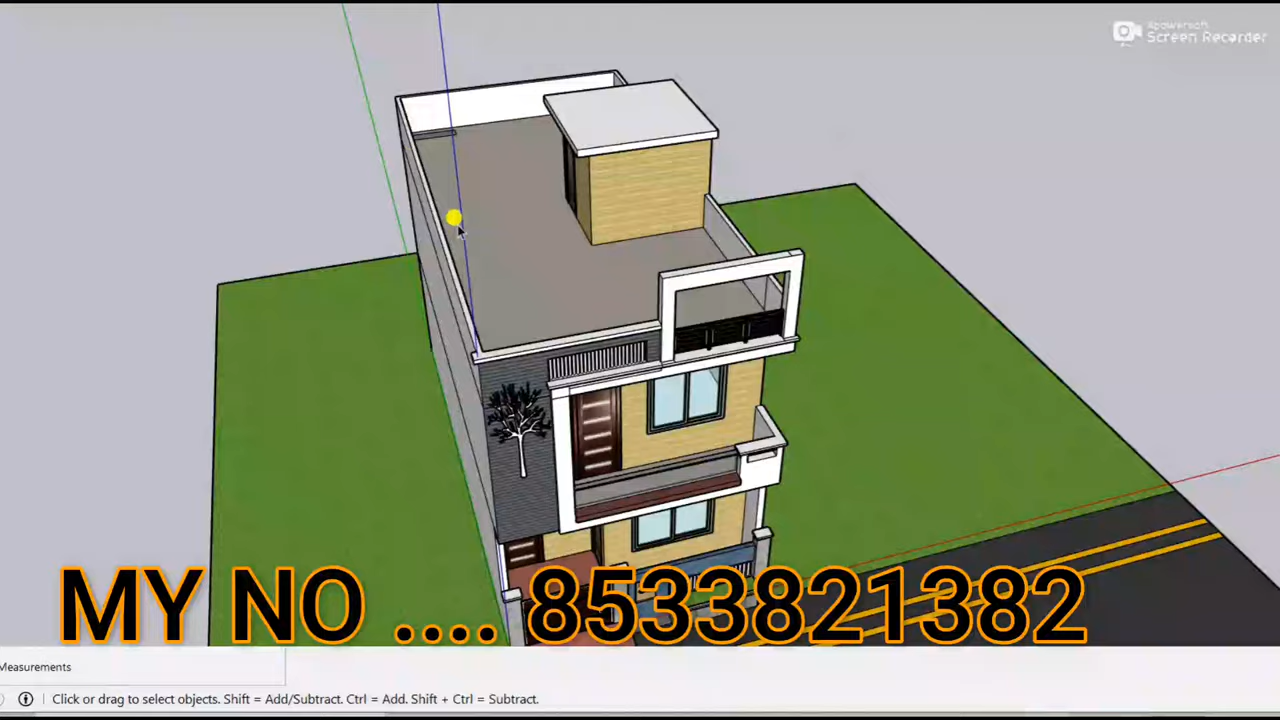 Apowersoft
Screen Recorder
MY NO .... 8533821382
Measurements
Click or drag to select objects. Shift = Add/Subtract. Ctrl = Add. Shift + Ctrl = Subtract.